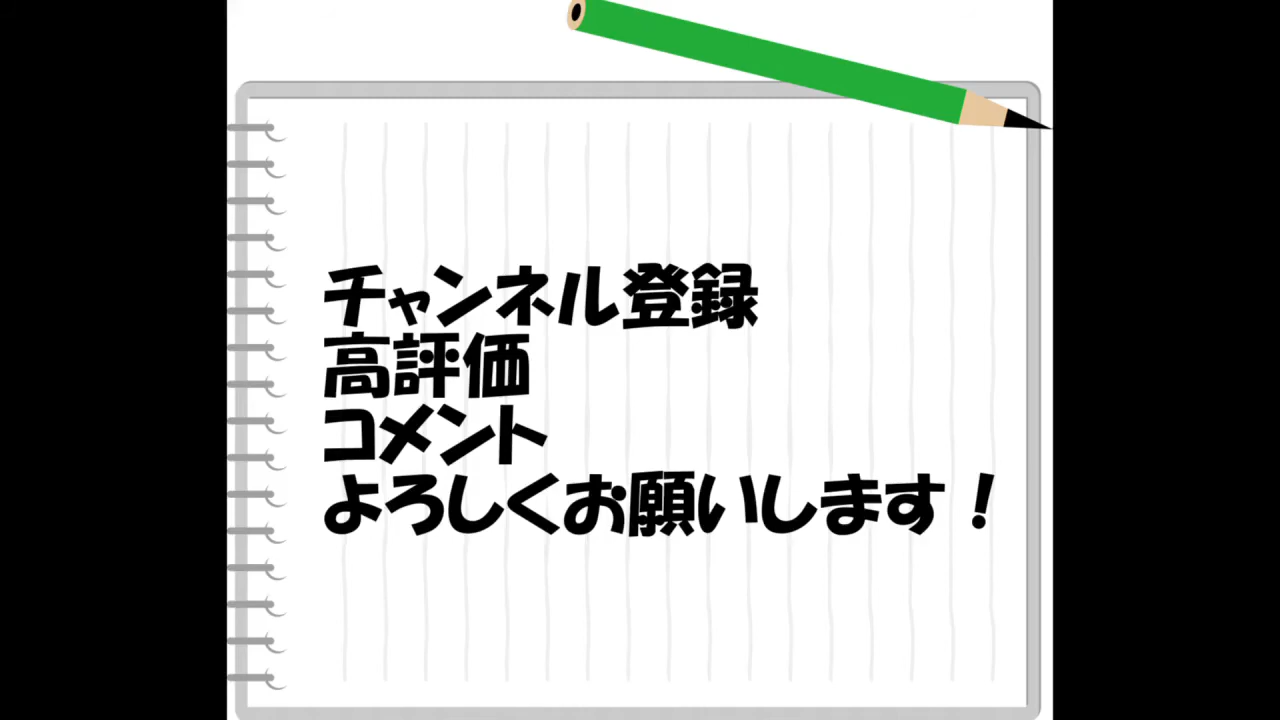 チャンネル登録
高評価
コメント
よろしくお願いします！